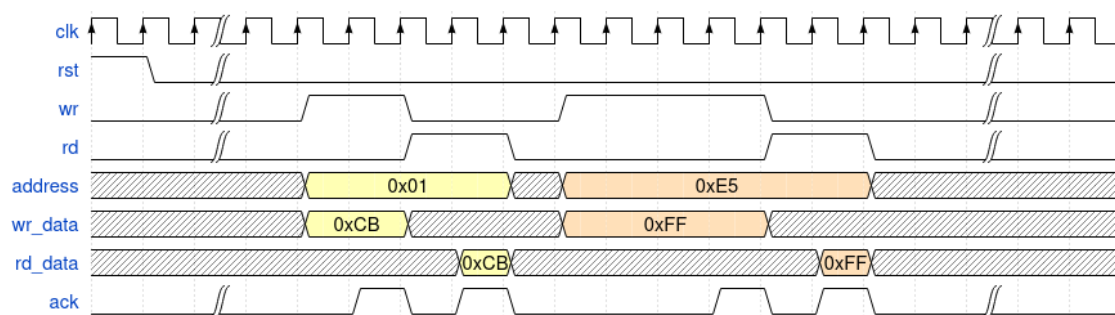 clk
rst
wr
rd
address 0x01 0xE5
wr_data 0xCB 0xFF
rd_data 0xCB 0xFF
ack